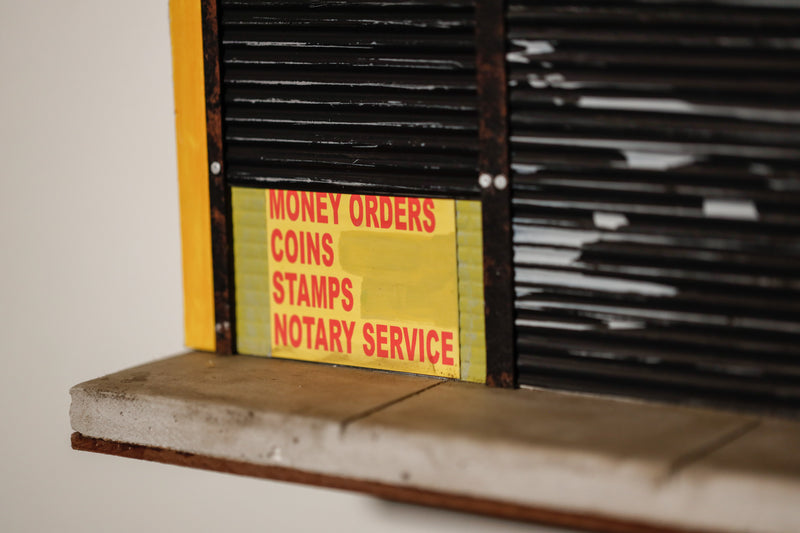 MONEY ORDERS
COINS
STAMPS
NOTARY SERVICE